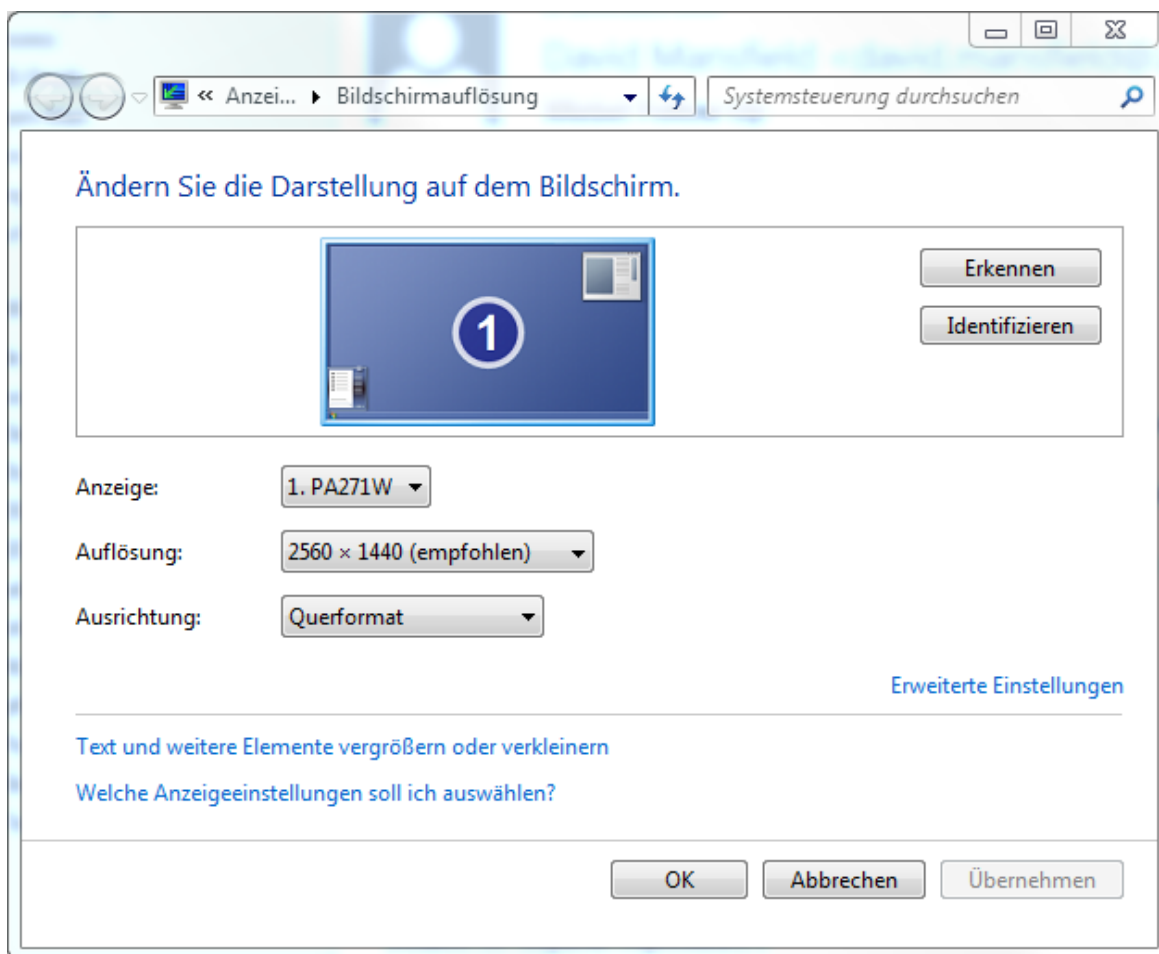 David Mansfield
« Anzei... Bildschirmauflösung Systemsteuerung durchsuchen
Ändern Sie die Darstellung auf dem Bildschirm.
1
Erkennen
Identifizieren
Anzeige: 1. PA271W
Auflösung: 2560 × 1440 (empfohlen)
Ausrichtung: Querformat
Erweiterte Einstellungen
Text und weitere Elemente vergrößern oder verkleinern
Welche Anzeigeeinstellungen soll ich auswählen?
OK Abbrechen Übernehmen